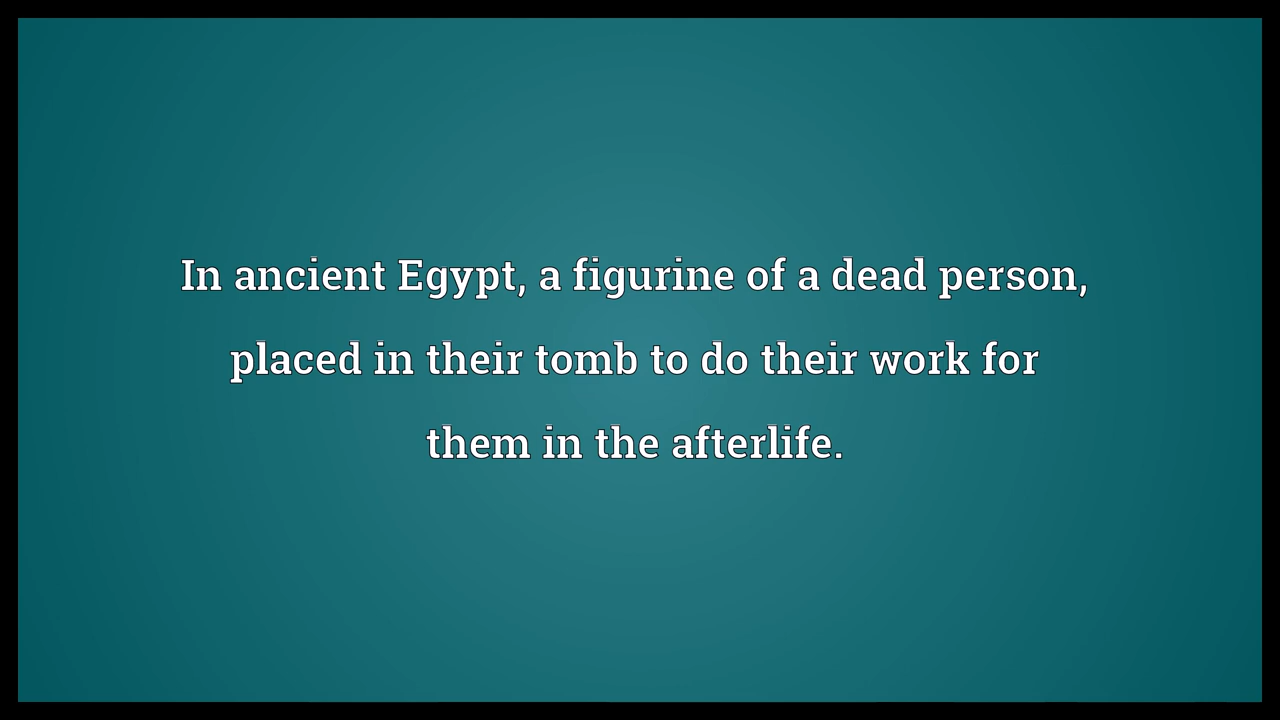 In ancient Egypt, a figurine of a dead person,
placed in their tomb to do their work for
them in the afterlife.